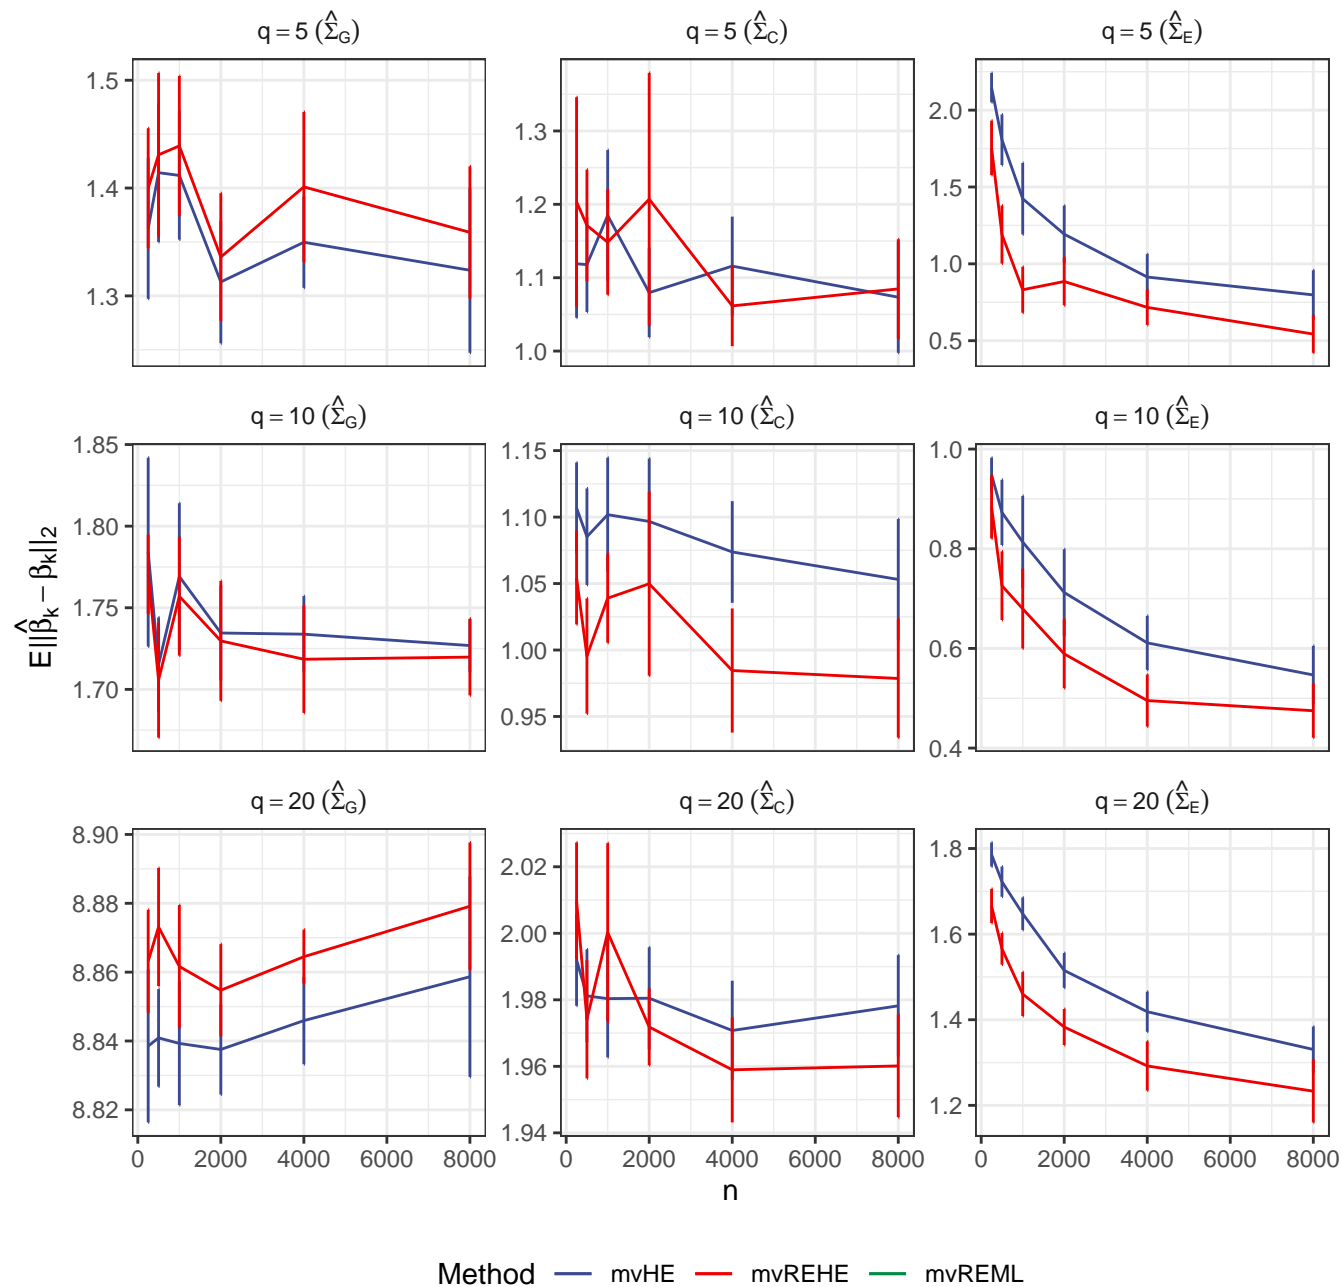 q = 5 (Σ̂_G)
q = 5 (Σ̂_C)
q = 5 (Σ̂_E)
1.5
1.4
1.3
1.3
1.2
1.1
1.0
2.0
1.5
1.0
0.5
q = 10 (Σ̂_G)
q = 10 (Σ̂_C)
q = 10 (Σ̂_E)
E||β̂_k − β_k||_2
1.85
1.80
1.75
1.70
1.15
1.10
1.05
1.00
0.95
1.0
0.8
0.6
0.4
q = 20 (Σ̂_G)
q = 20 (Σ̂_C)
q = 20 (Σ̂_E)
8.90
8.88
8.86
8.84
8.82
2.02
2.00
1.98
1.96
1.94
1.8
1.6
1.4
1.2
0 2000 4000 6000 8000
0 2000 4000 6000 8000
0 2000 4000 6000 8000
n
Method mvHE mvREHE mvREML